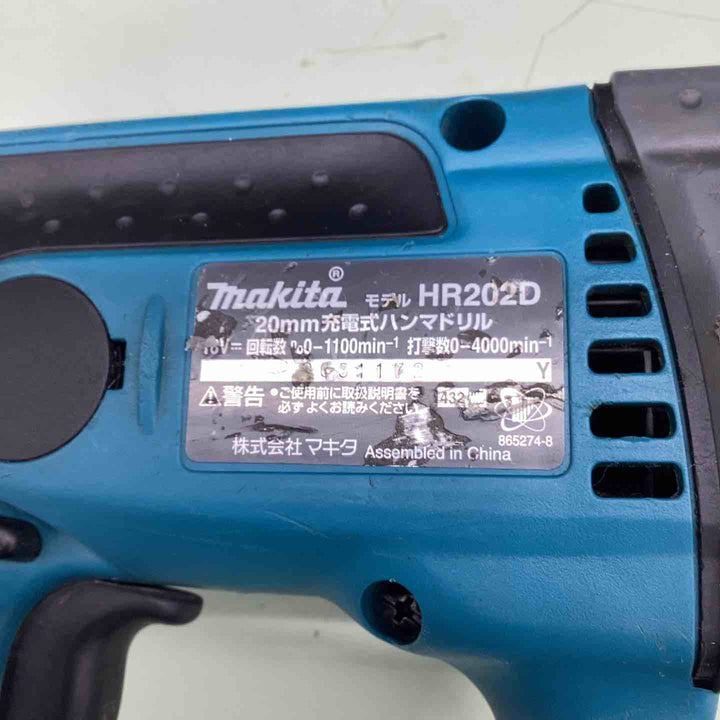 makita® モデル HR202D
20mm充電式ハンマドリル
18V⎓ 回転数 n₀0-1100min⁻¹ 打撃数0-4000min⁻¹
Y
⚠警告 ●ご使用前に取扱説明書を
必ずよくお読みください
432
865274-8
株式会社 マキタ Assembled in China